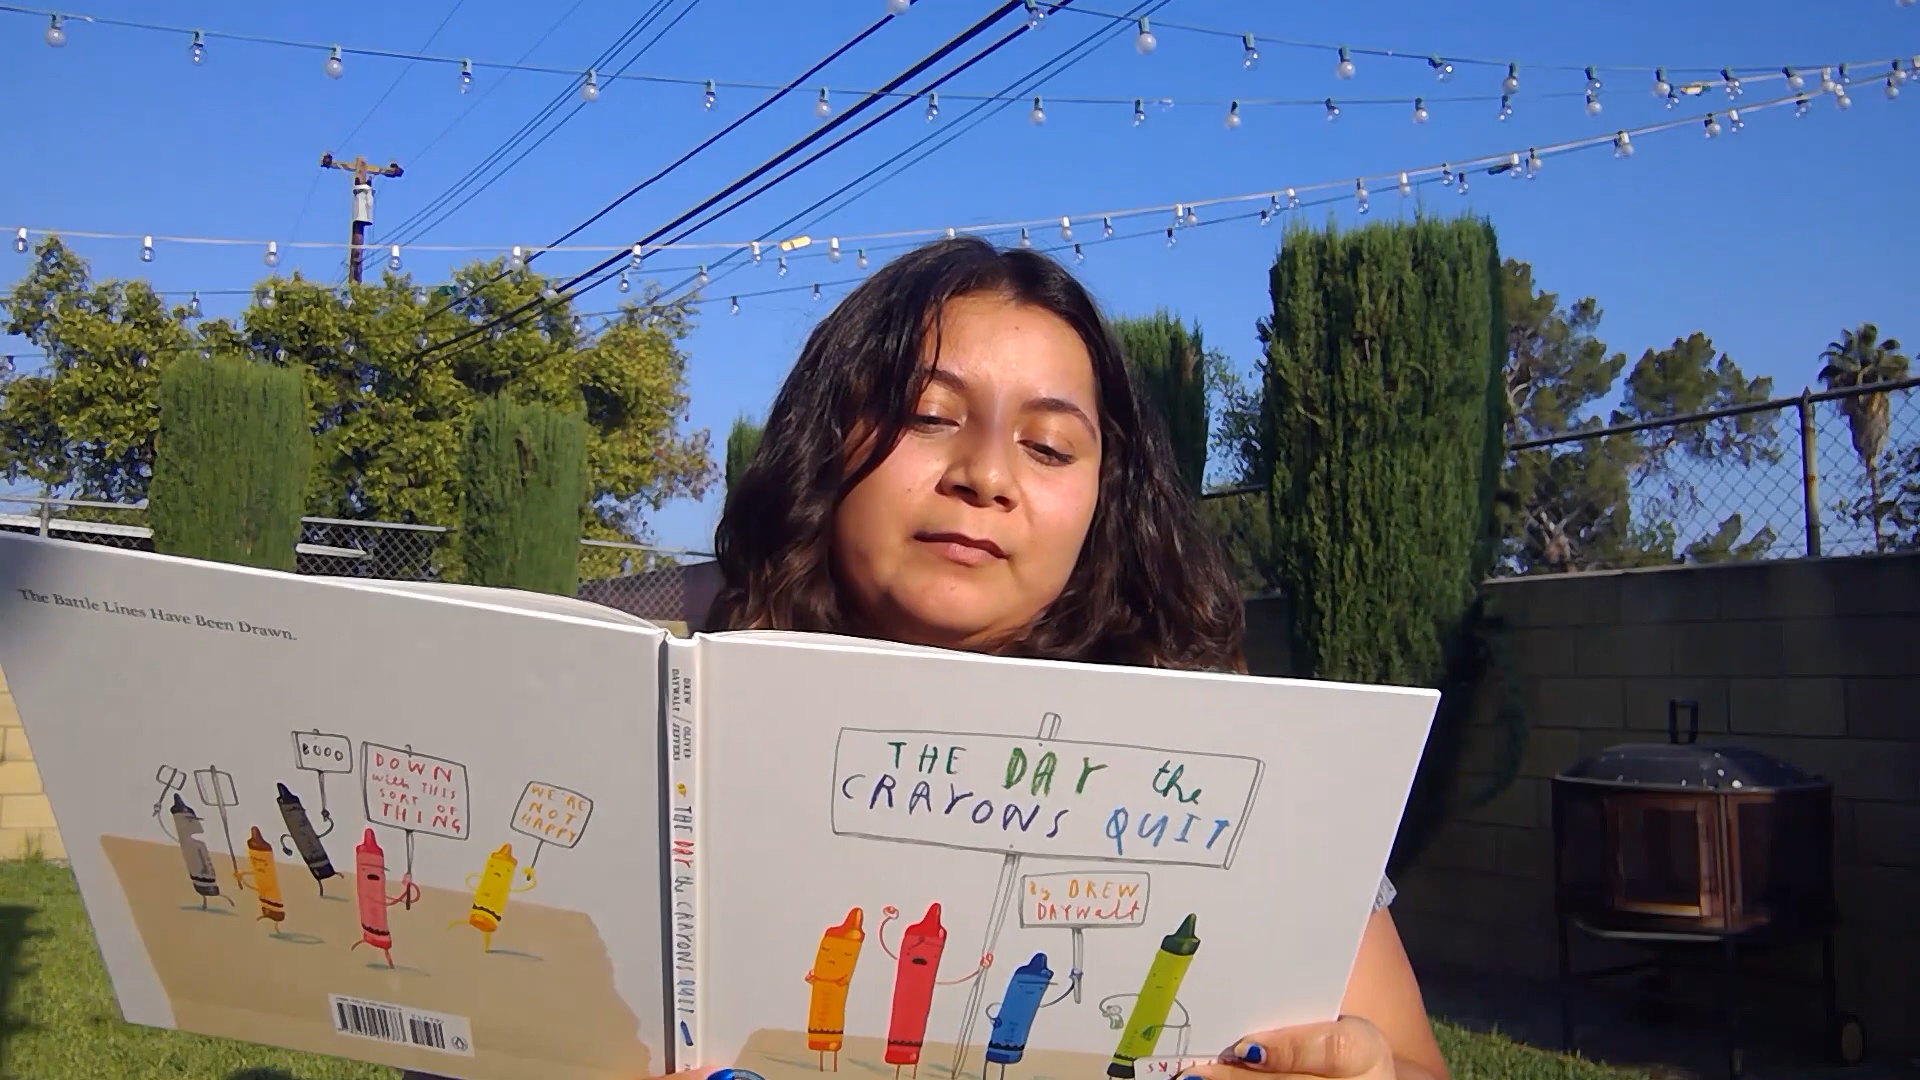 The Battle Lines Have Been Drawn.
BOOO
DOWN
with THIS
SORT OF
THING
WE'RE
NOT
HAPPY
DREW DAYWALT / OLIVER JEFFERS
THE DAY the CRAYONS QUIT
THE DAY the
CRAYONS QUIT
by DREW
DAYWALT